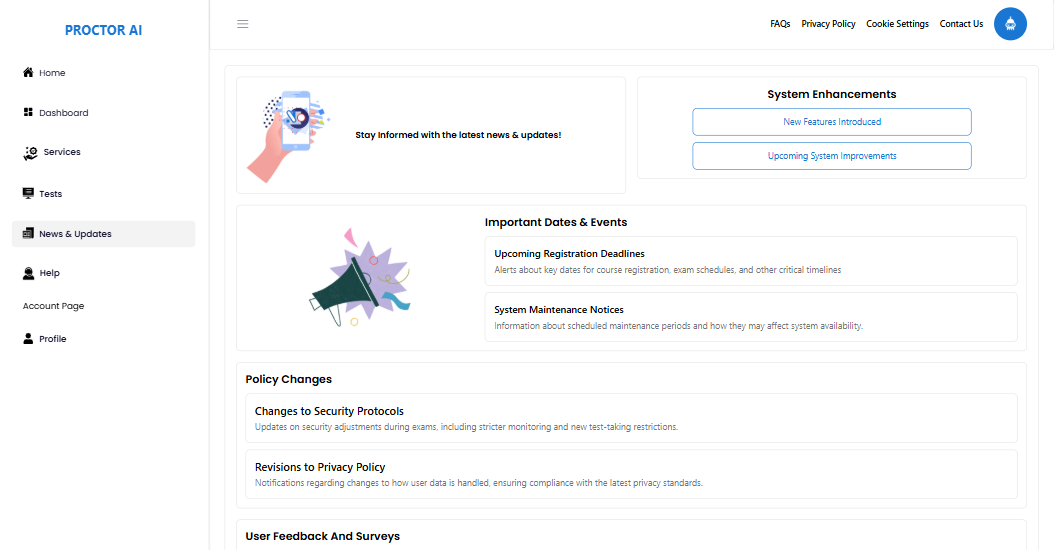 PROCTOR AI
Home
Dashboard
Services
Tests
News & Updates
Help
Account Page
Profile
FAQs Privacy Policy Cookie Settings Contact Us
Stay Informed with the latest news & updates!
System Enhancements
New Features Introduced
Upcoming System Improvements
Important Dates & Events
Upcoming Registration Deadlines
Alerts about key dates for course registration, exam schedules, and other critical timelines
System Maintenance Notices
Information about scheduled maintenance periods and how they may affect system availability.
Policy Changes
Changes to Security Protocols
Updates on security adjustments during exams, including stricter monitoring and new test-taking restrictions.
Revisions to Privacy Policy
Notifications regarding changes to how user data is handled, ensuring compliance with the latest privacy standards.
User Feedback And Surveys